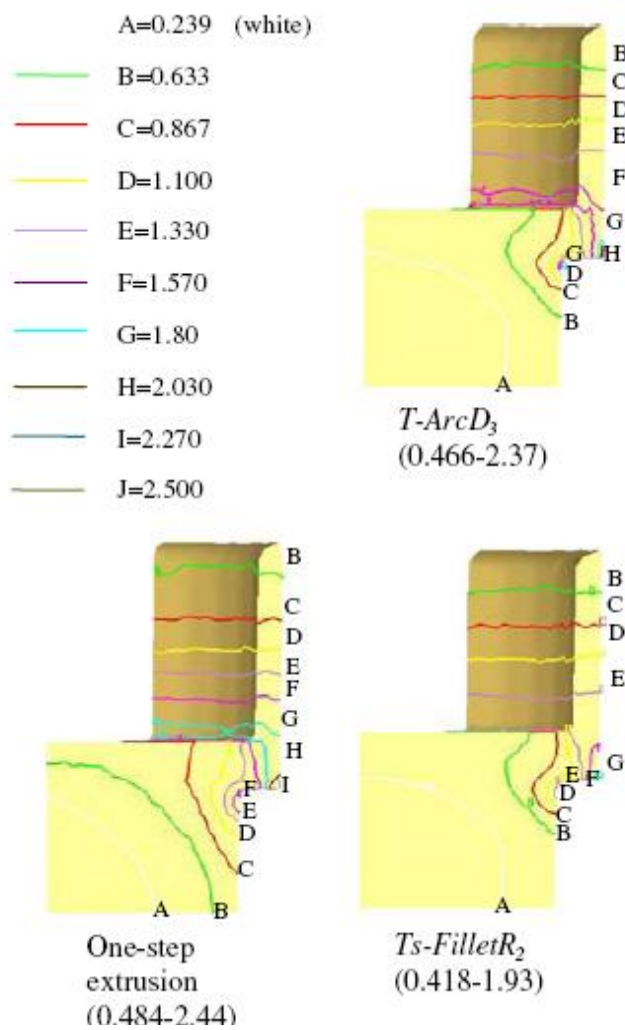 A=0.239 (white)
B=0.633
C=0.867
D=1.100
E=1.330
F=1.570
G=1.80
H=2.030
I=2.270
J=2.500
B
C
D
E
F
G
G
H
D
C
B
A
T-ArcD₃
(0.466-2.37)
B
C
D
E
F
G
H
F
I
E
D
C
A
B
One-step
extrusion
(0.484-2.44)
B
C
D
E
G
E
F
D
C
B
A
Ts-FilletR₂
(0.418-1.93)